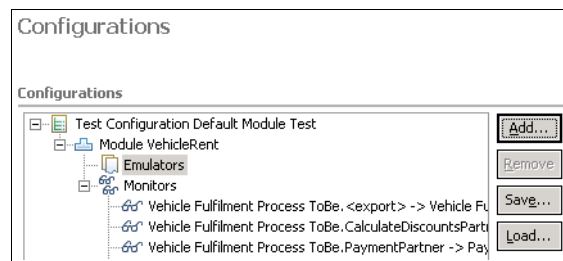 Configurations
Configurations
Test Configuration Default Module Test
Add...
Module VehicleRent
Emulators
Remove
Monitors
Vehicle Fulfilment Process ToBe.<export> -> Vehicle Fu
Save...
Vehicle Fulfilment Process ToBe.CalculateDiscountsPart
Vehicle Fulfilment Process ToBe.PaymentPartner -> Pay
Load...